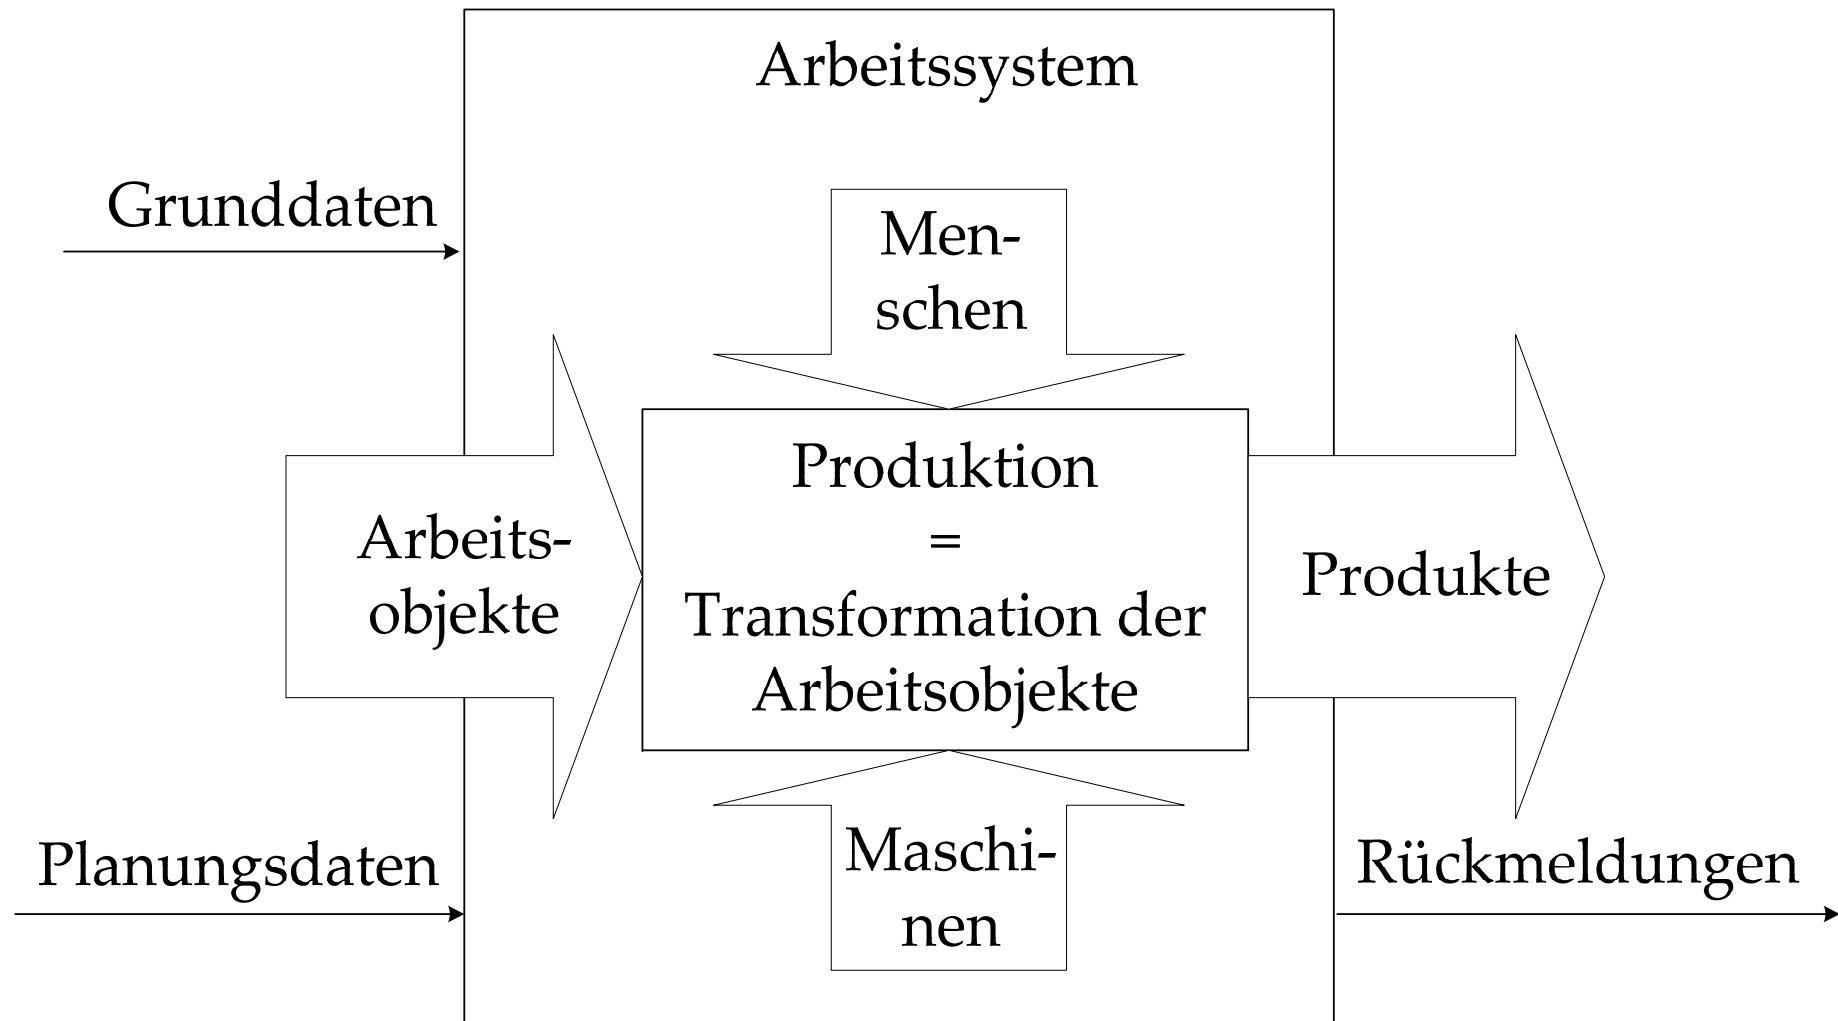 Arbeitssystem
Grunddaten
Men-
schen
Arbeits-
objekte
Produktion
=
Transformation der
Arbeitsobjekte
Produkte
Planungsdaten
Maschi-
nen
Rückmeldungen